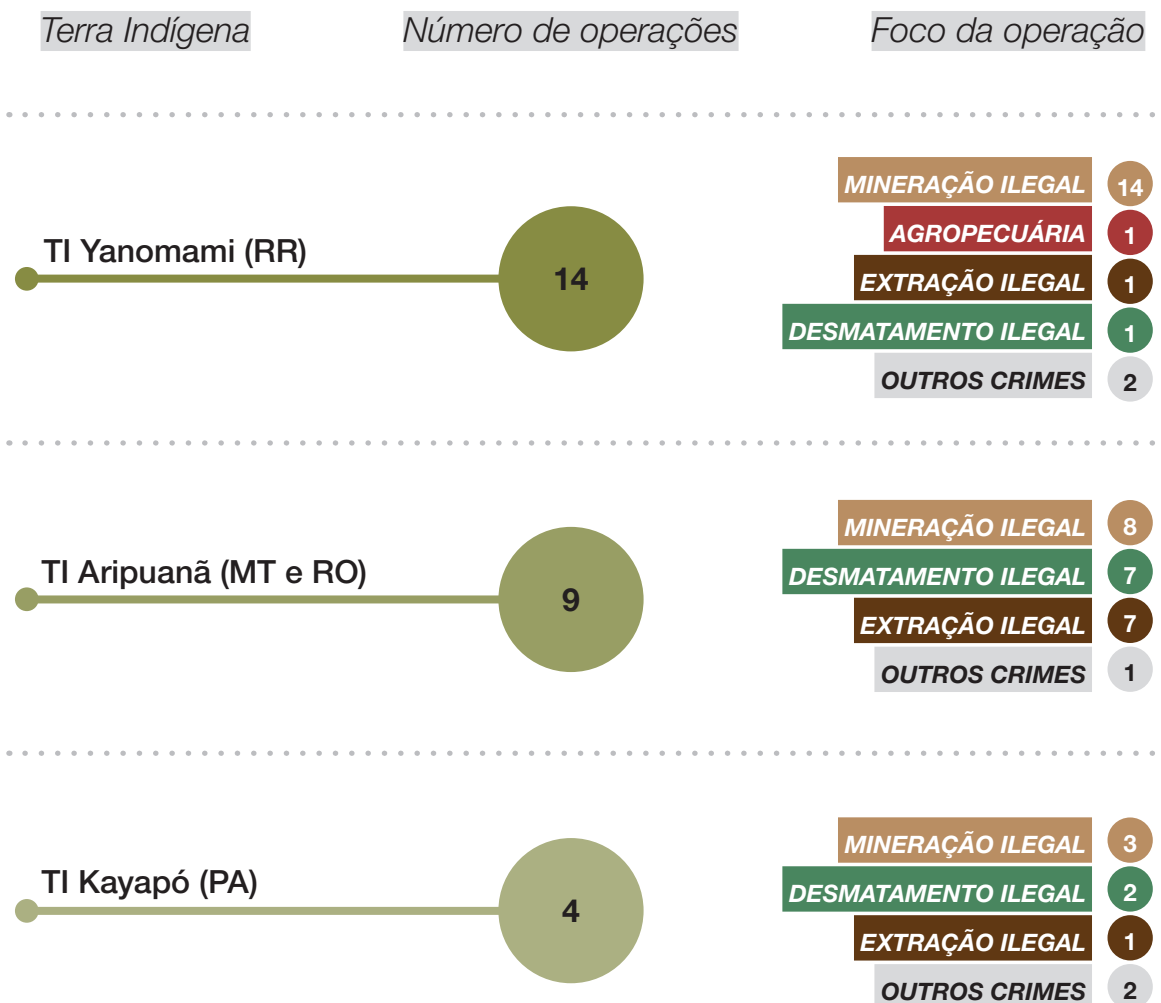 Terra Indígena Número de operações Foco da operação
TI Yanomami (RR)
14
MINERAÇÃO ILEGAL 14
AGROPECUÁRIA 1
EXTRAÇÃO ILEGAL 1
DESMATAMENTO ILEGAL 1
OUTROS CRIMES 2
TI Aripuanã (MT e RO)
9
MINERAÇÃO ILEGAL 8
DESMATAMENTO ILEGAL 7
EXTRAÇÃO ILEGAL 7
OUTROS CRIMES 1
TI Kayapó (PA)
4
MINERAÇÃO ILEGAL 3
DESMATAMENTO ILEGAL 2
EXTRAÇÃO ILEGAL 1
OUTROS CRIMES 2